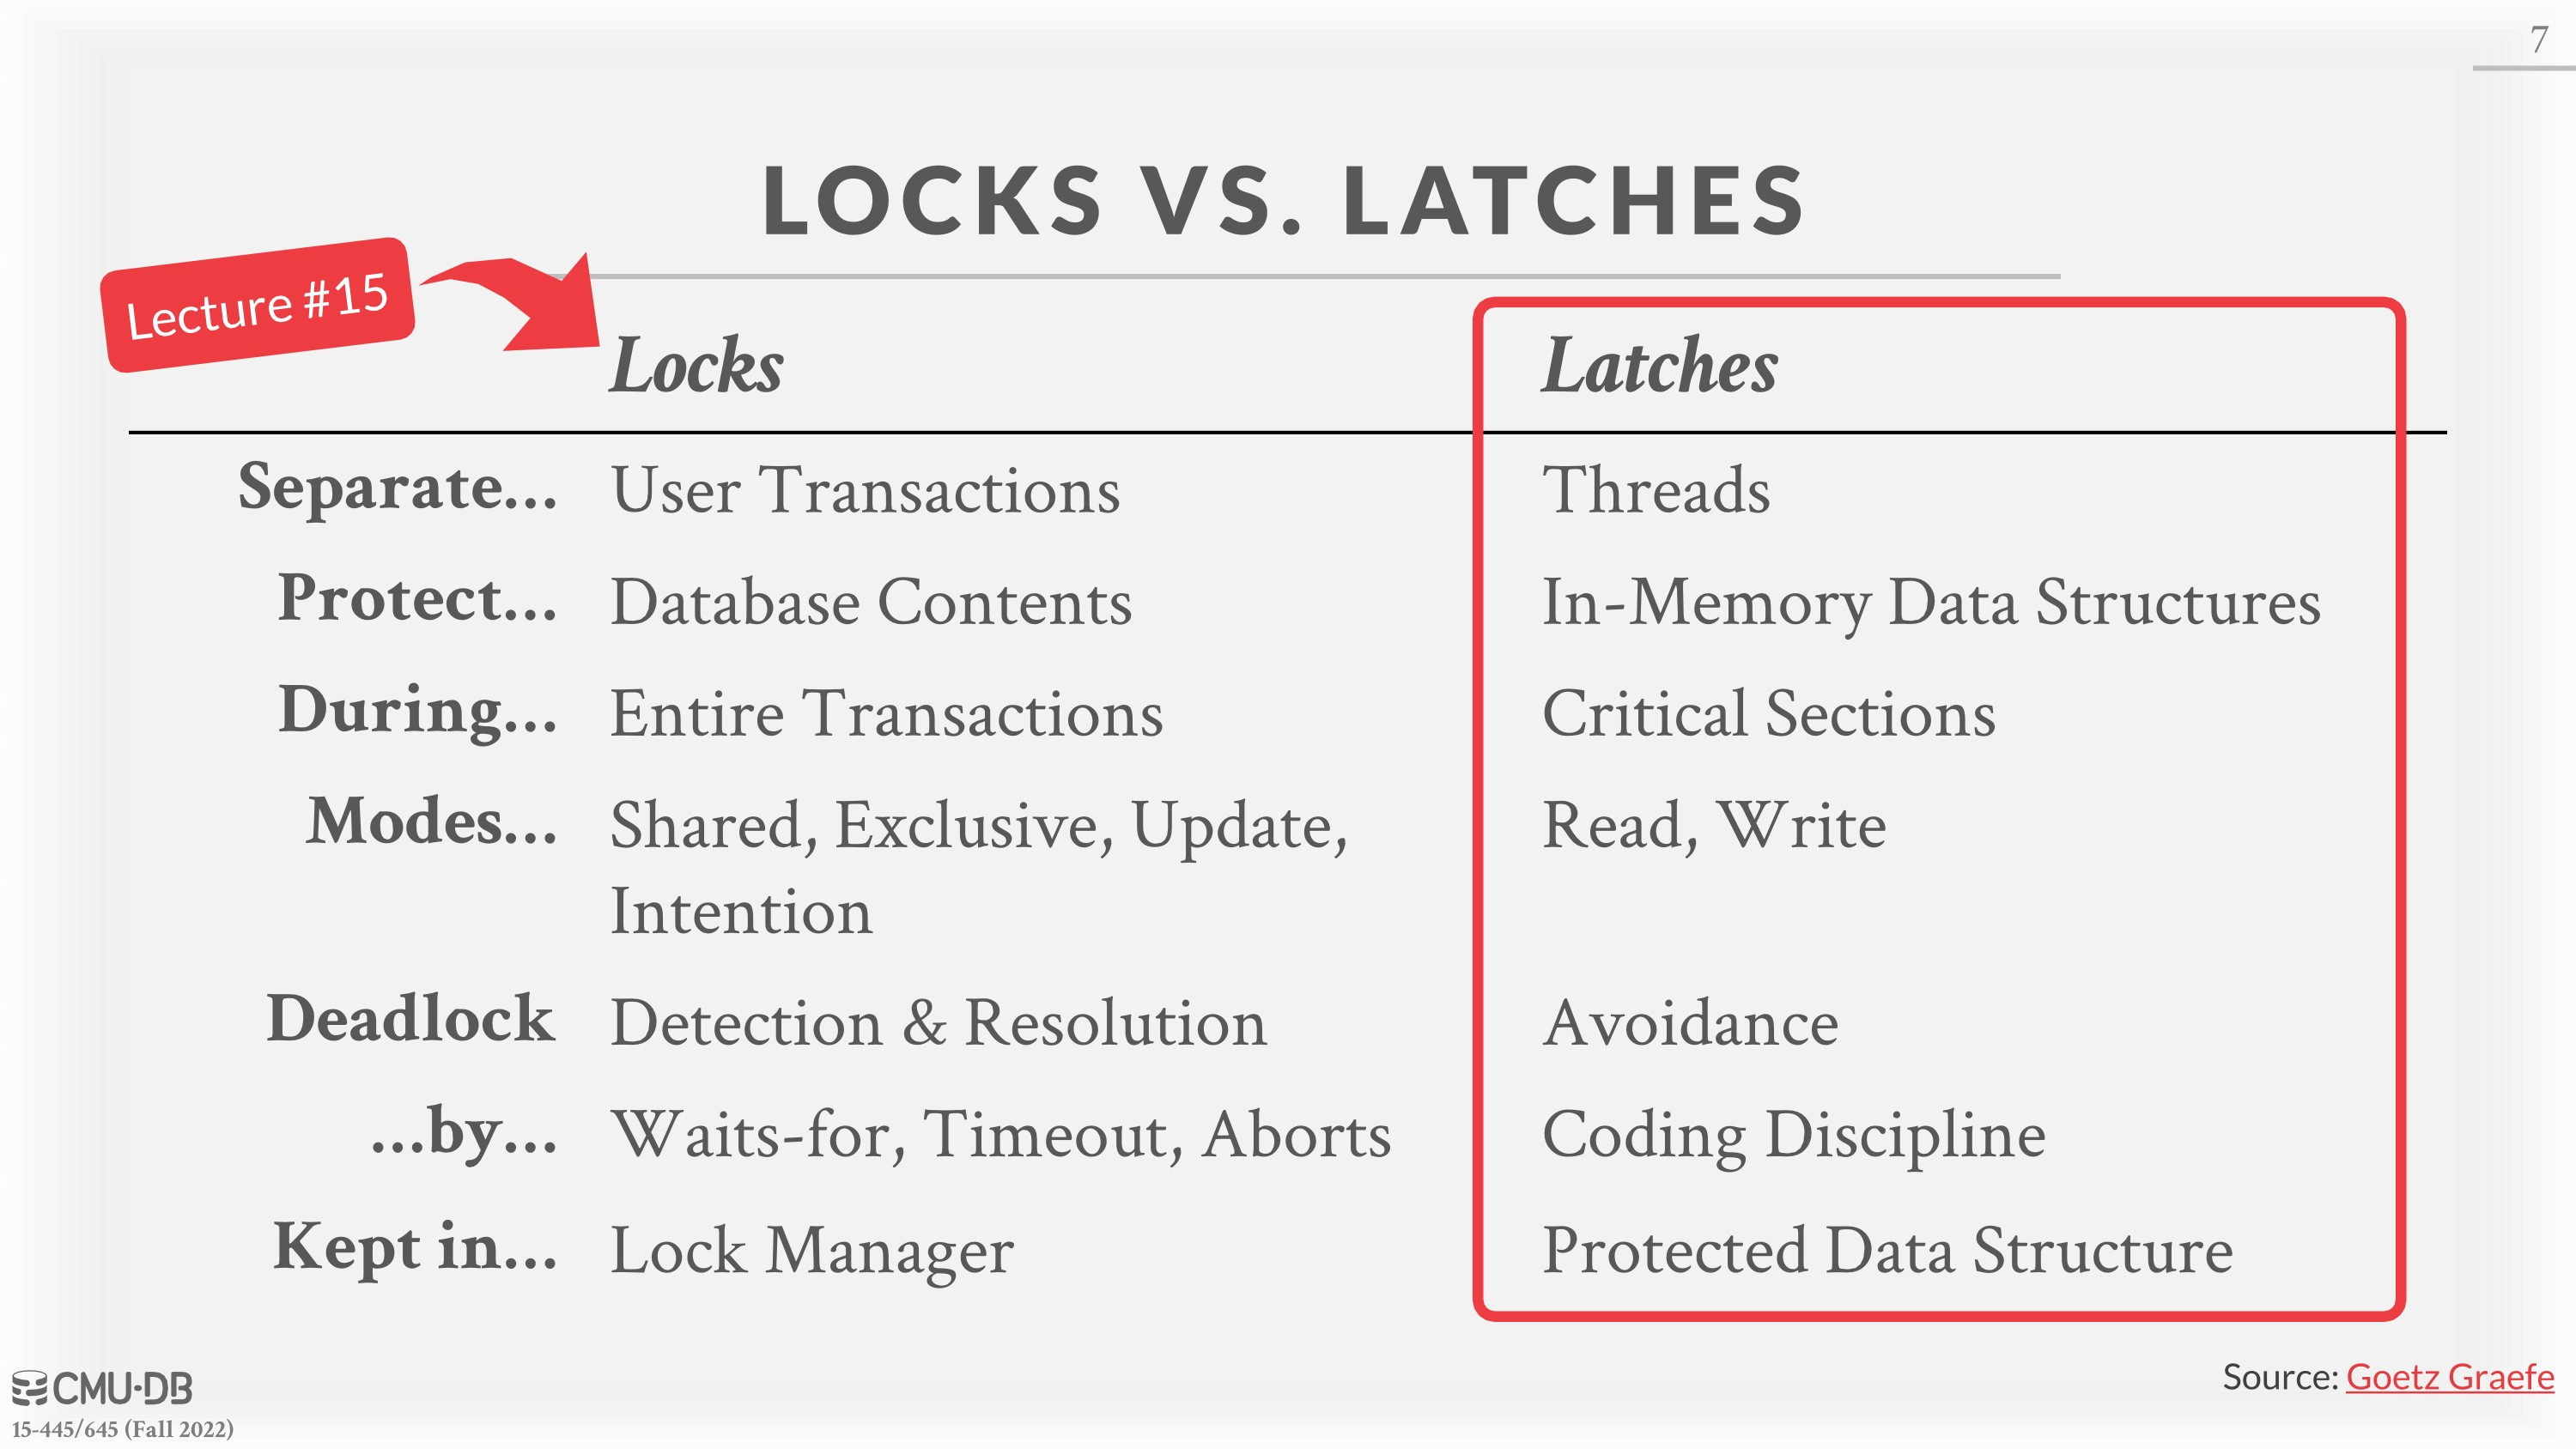 7
LOCKS VS. LATCHES
Lecture #15
Locks Latches
Separate... User Transactions Threads
Protect... Database Contents In-Memory Data Structures
During... Entire Transactions Critical Sections
Modes... Shared, Exclusive, Update, Read, Write
Intention
Deadlock Detection & Resolution Avoidance
...by... Waits-for, Timeout, Aborts Coding Discipline
Kept in... Lock Manager Protected Data Structure
Source: Goetz Graefe
CMU·DB
15-445/645 (Fall 2022)